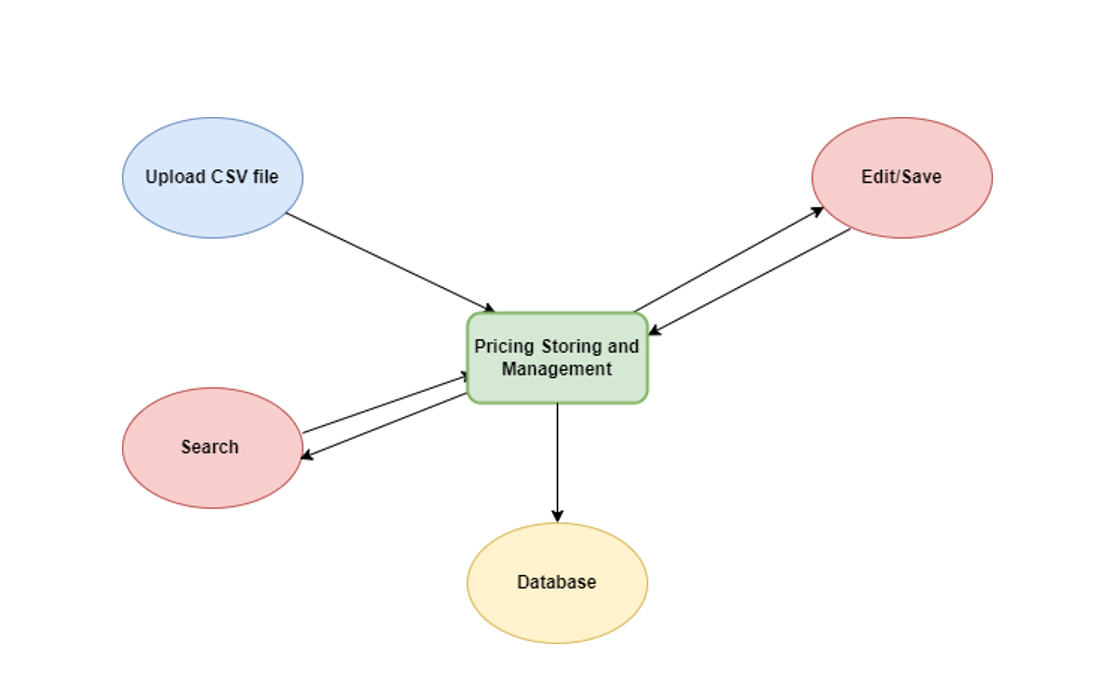 Upload CSV file
Edit/Save
Pricing Storing and
Management
Search
Database